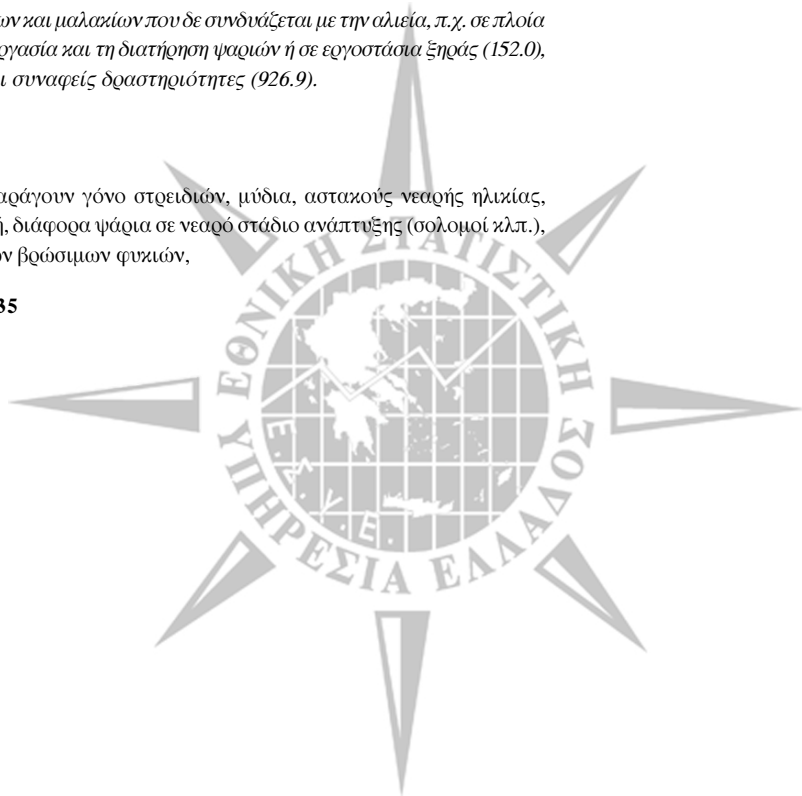 ων και μαλακίων που δε συνδυάζεται με την αλιεία, π.χ. σε πλοία
εργασία και τη διατήρηση ψαριών ή σε εργοστάσια ξηράς (152.0),
ι συναφείς δραστηριότητες (926.9).
αράγουν γόνο στρειδιών, μύδια, αστακούς νεαρής ηλικίας,
ή, διάφορα ψάρια σε νεαρό στάδιο ανάπτυξης (σολομοί κλπ.),
ων βρώσιμων φυκιών,
35
ΕΘΝΙΚΗ ΣΤΑΤΙΣΤΙΚΗ
ΥΠΗΡΕΣΙΑ ΕΛΛΑΔΟΣ
Ε.Σ.Υ.Ε.